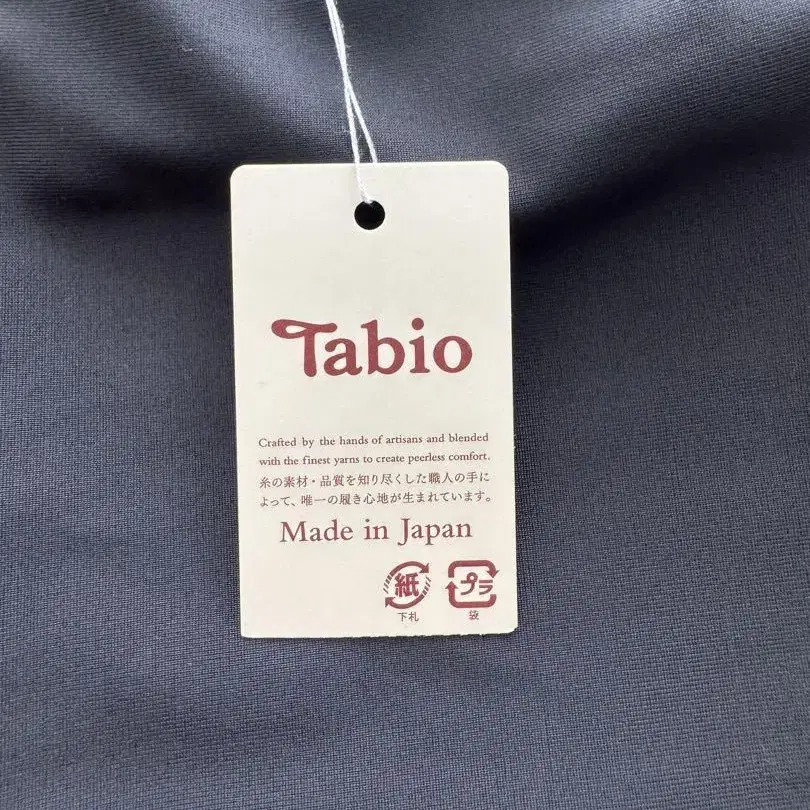 Tabio
Crafted by the hands of artisans and blended
with the finest yarns to create peerless comfort.
糸の素材・品質を知り尽くした職人の手に
よって、唯一の履き心地が生まれています。
Made in Japan
紙 プラ
下札 袋